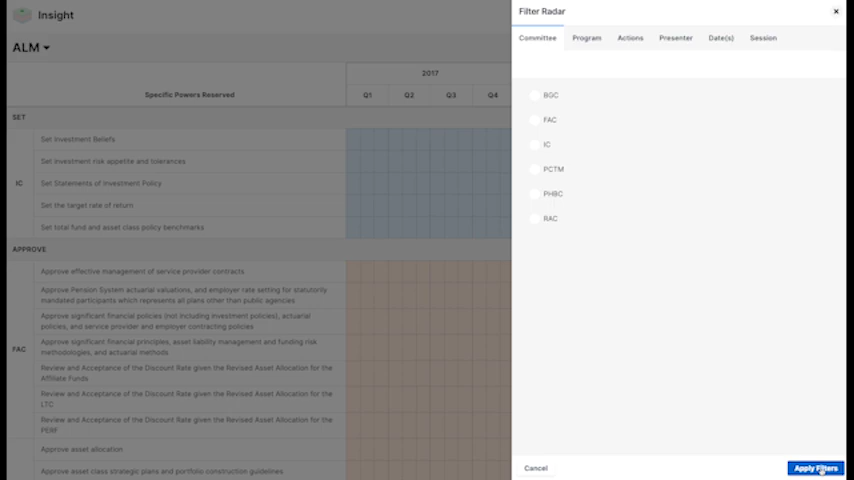 Insight
Filter Radar
ALM
Committee Program Actions Presenter Date(s) Session
Specific Powers Reserved
2017
Q1 Q2 Q3 Q4
SET
IC
Set Investment Beliefs
Set investment risk appetite and tolerances
Set Statements of Investment Policy
Set the target rate of return
Set total fund and asset class policy benchmarks
APPROVE
FAC
Approve effective management of service provider contracts
Approve Pension System actuarial valuations, and employer rate setting for statutorily
mandated participants which represents all plans other than public agencies
Approve significant financial policies (not including investment policies), actuarial
policies, and service provider and employer contracting policies
Approve significant financial principles, asset liability management and funding risk
methodologies, and actuarial methods
Review and Acceptance of the Discount Rate given the Revised Asset Allocation for the
Affiliate Funds
Review and Acceptance of the Discount Rate given the Revised Asset Allocation for the
LTC
Review and Acceptance of the Discount Rate given the Revised Asset Allocation for the
PERF
Approve asset allocation
Approve asset class strategic plans and portfolio construction guidelines
BGC
FAC
IC
PCTM
PHBC
RAC
Cancel
Apply Filters